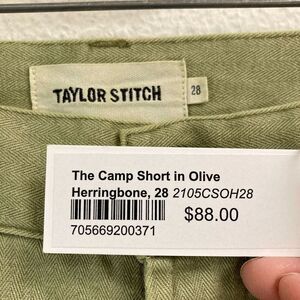 TAYLOR STITCH
28
The Camp Short in Olive
Herringbone, 28 2105CSOH28
$88.00
705669200371